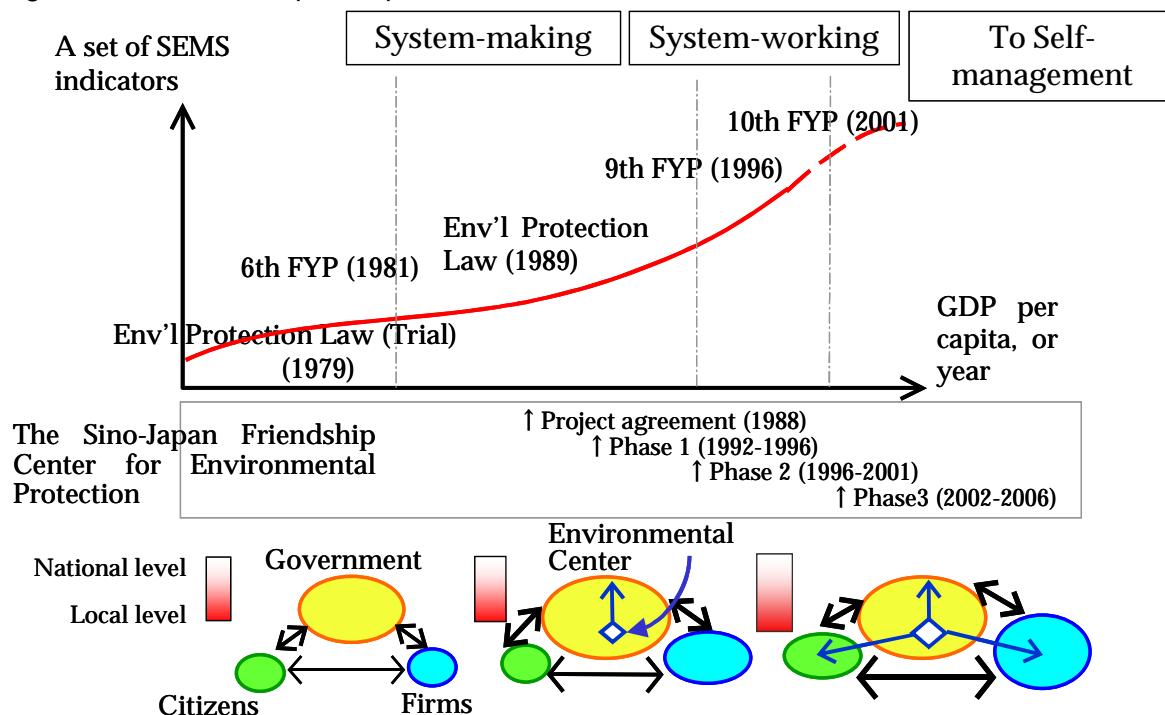 System-making
System-working
To Self-
management
A set of SEMS
indicators
10th FYP (2001)
9th FYP (1996)
Env'l Protection
Law (1989)
6th FYP (1981)
Env'l Protection Law (Trial)
(1979)
GDP per
capita, or
year
The Sino-Japan Friendship
Center for Environmental
Protection
↑ Project agreement (1988)
↑ Phase 1 (1992-1996)
↑ Phase 2 (1996-2001)
↑ Phase3 (2002-2006)
National level
Local level
Government
Citizens
Firms
Environmental
Center